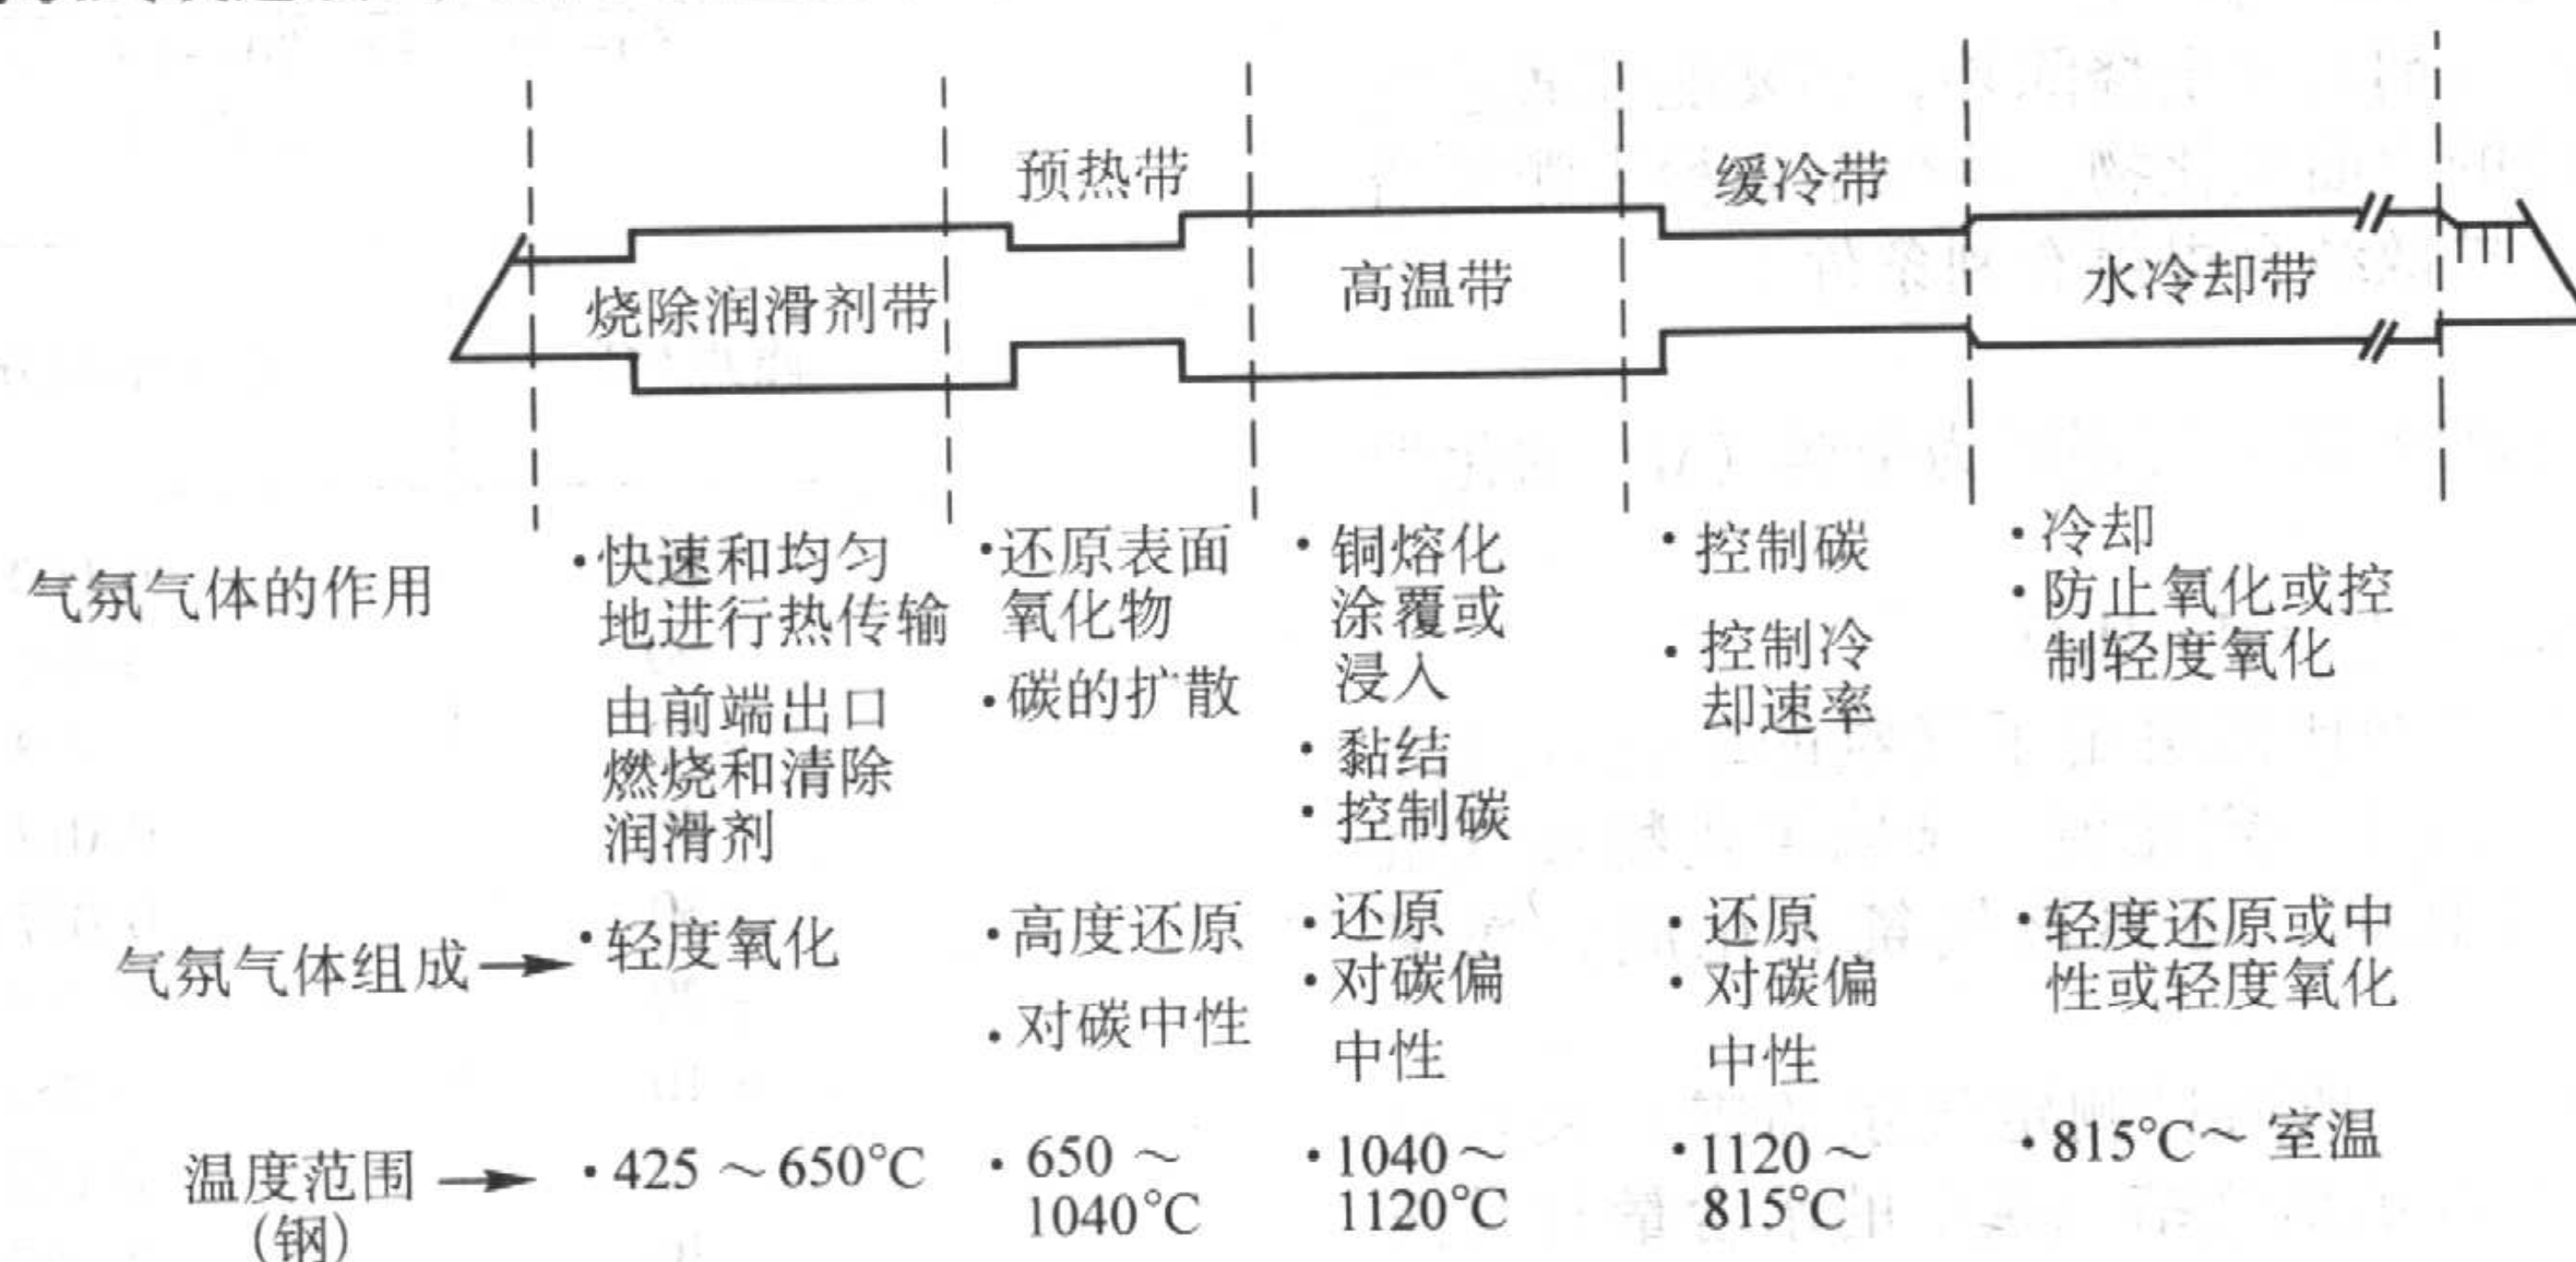 预热带
缓冷带
烧除润滑剂带
高温带
水冷却带
气氛气体的作用
·快速和均匀
地进行热传输
由前端出口
燃烧和清除
润滑剂
·还原表面
氧化物
·碳的扩散
·铜熔化
涂覆或
浸入
·黏结
·控制碳
·控制碳
·控制冷
却速率
·冷却
·防止氧化或控
制轻度氧化
气氛气体组成
·轻度氧化
·高度还原
·对碳中性
·还原
·对碳偏
中性
·还原
·对碳偏
中性
·轻度还原或中
性或轻度氧化
温度范围
(钢)
·425～650℃
·650～
1040℃
·1040～
1120℃
·1120～
815℃
·815℃～室温